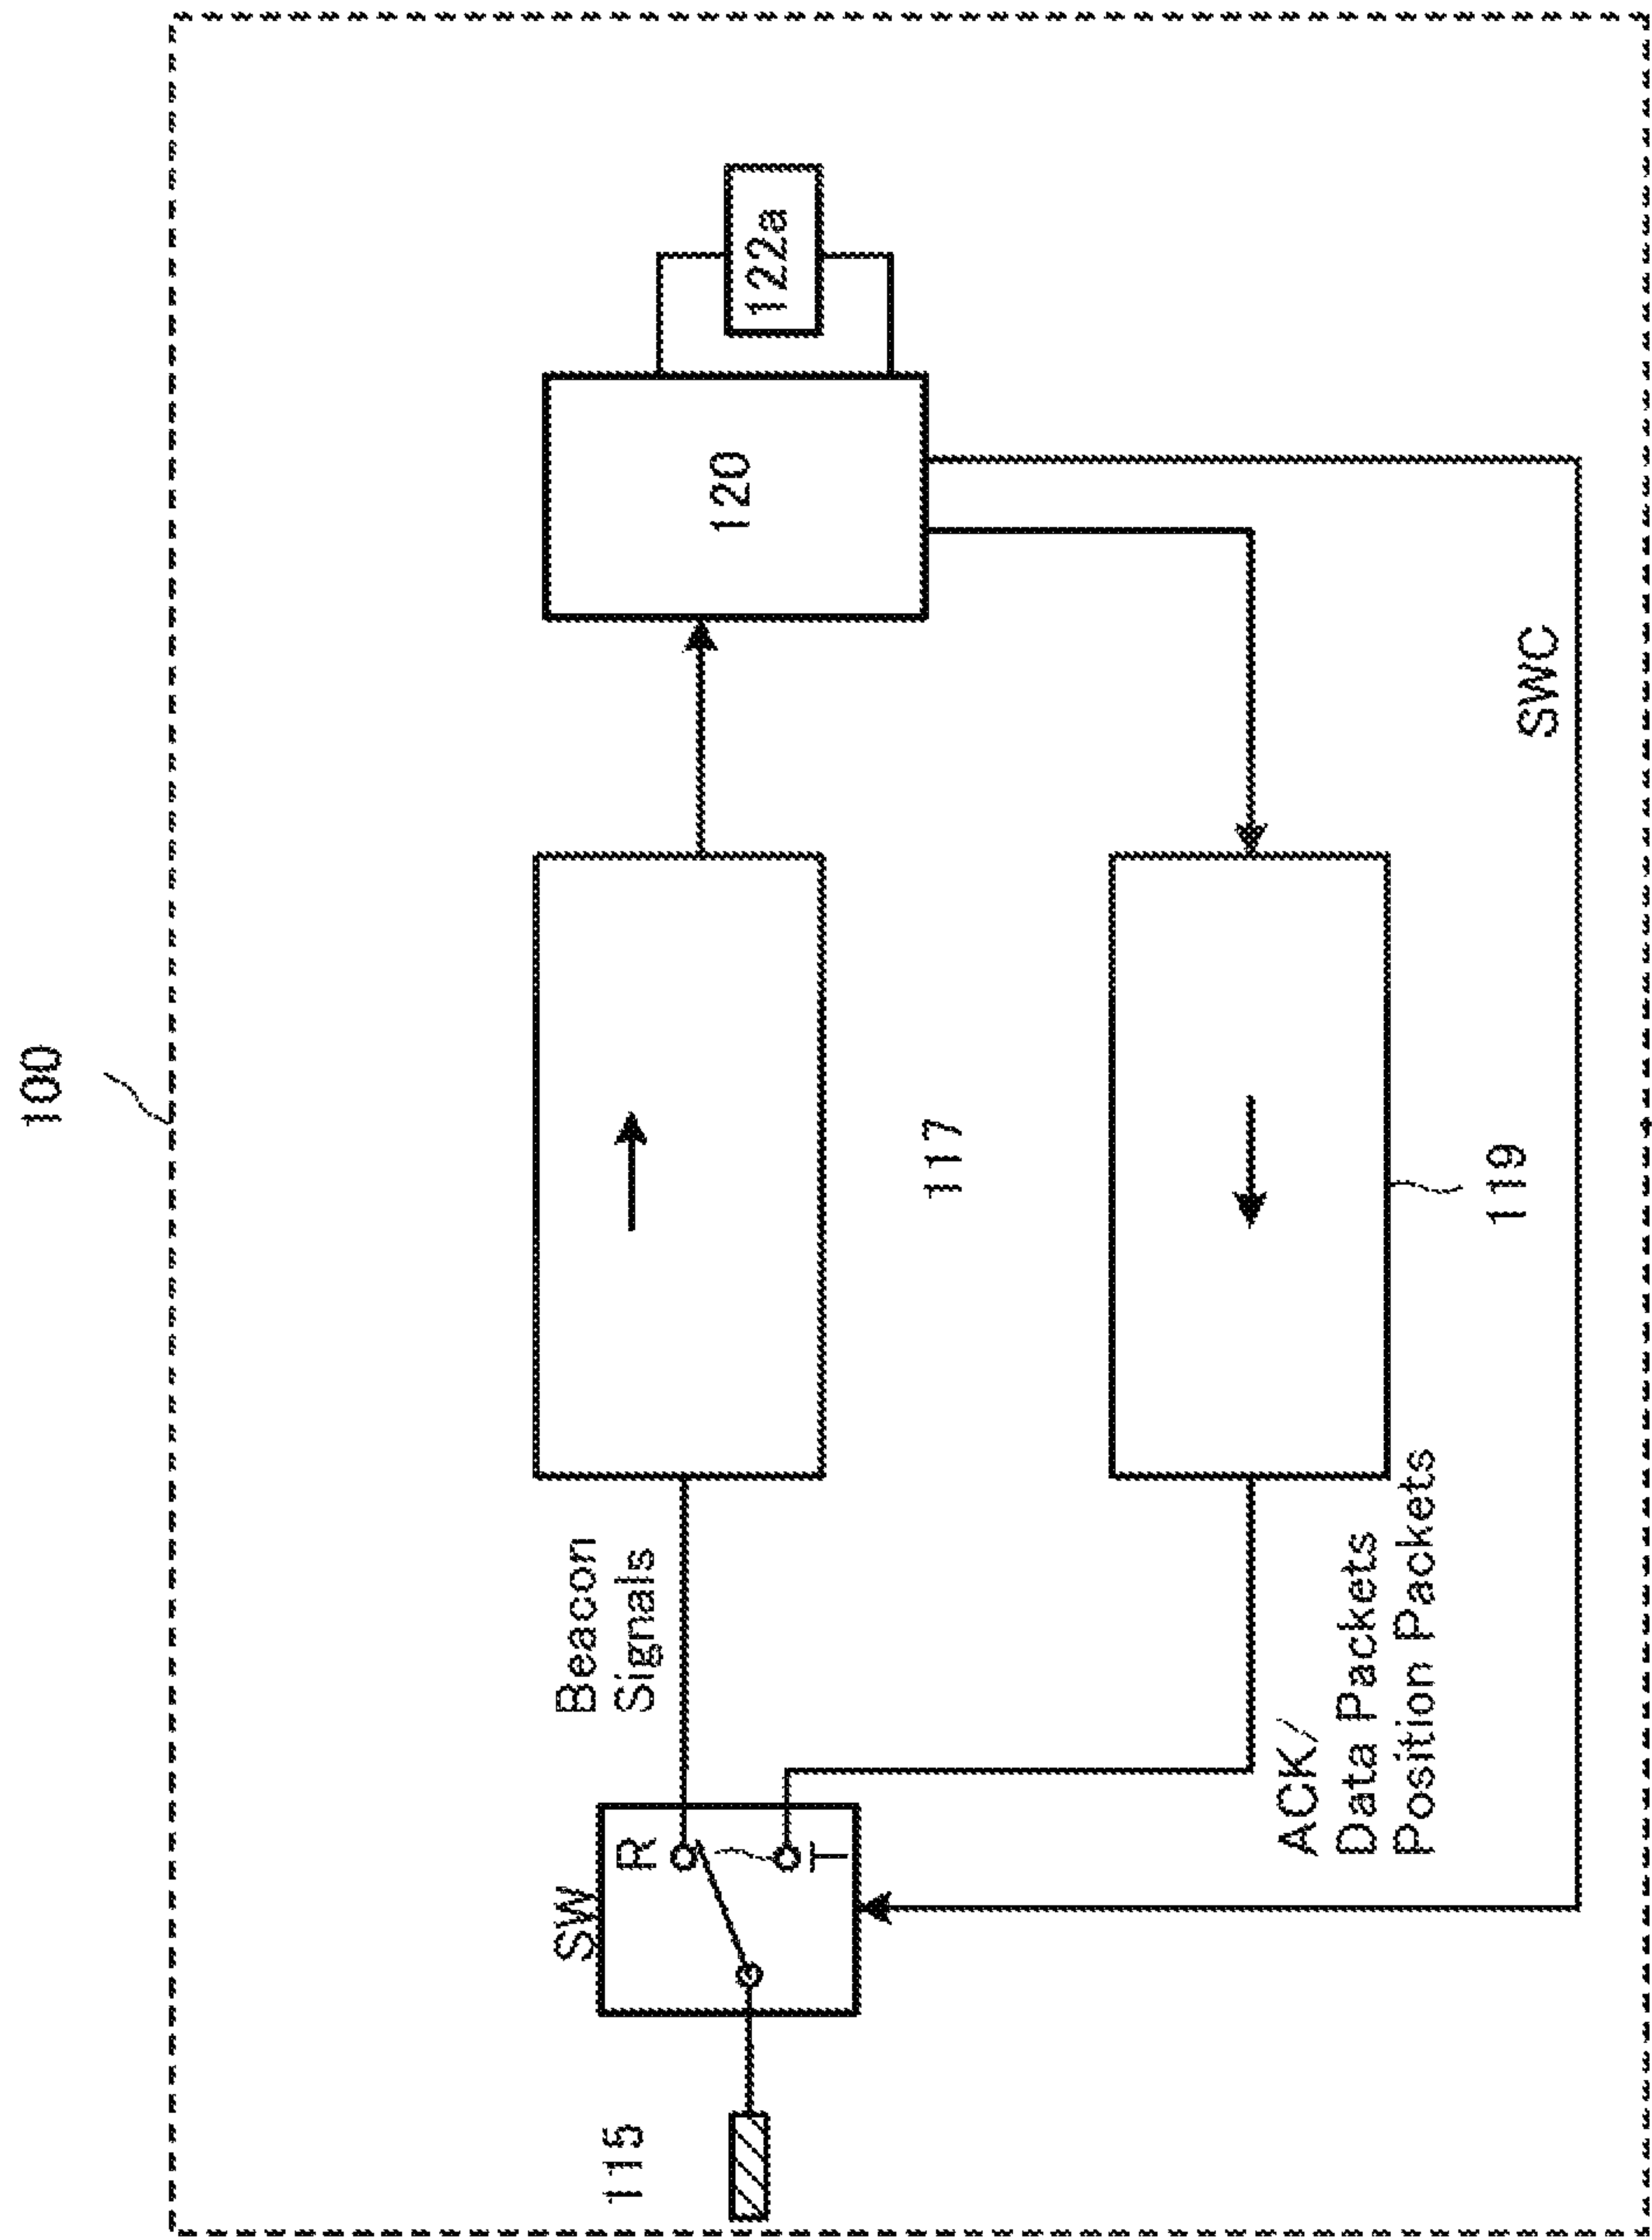 100
115
SW
R
T
Beacon
Signals
ACK/
Data Packets
Position Packets
117
119
120
122a
SWC